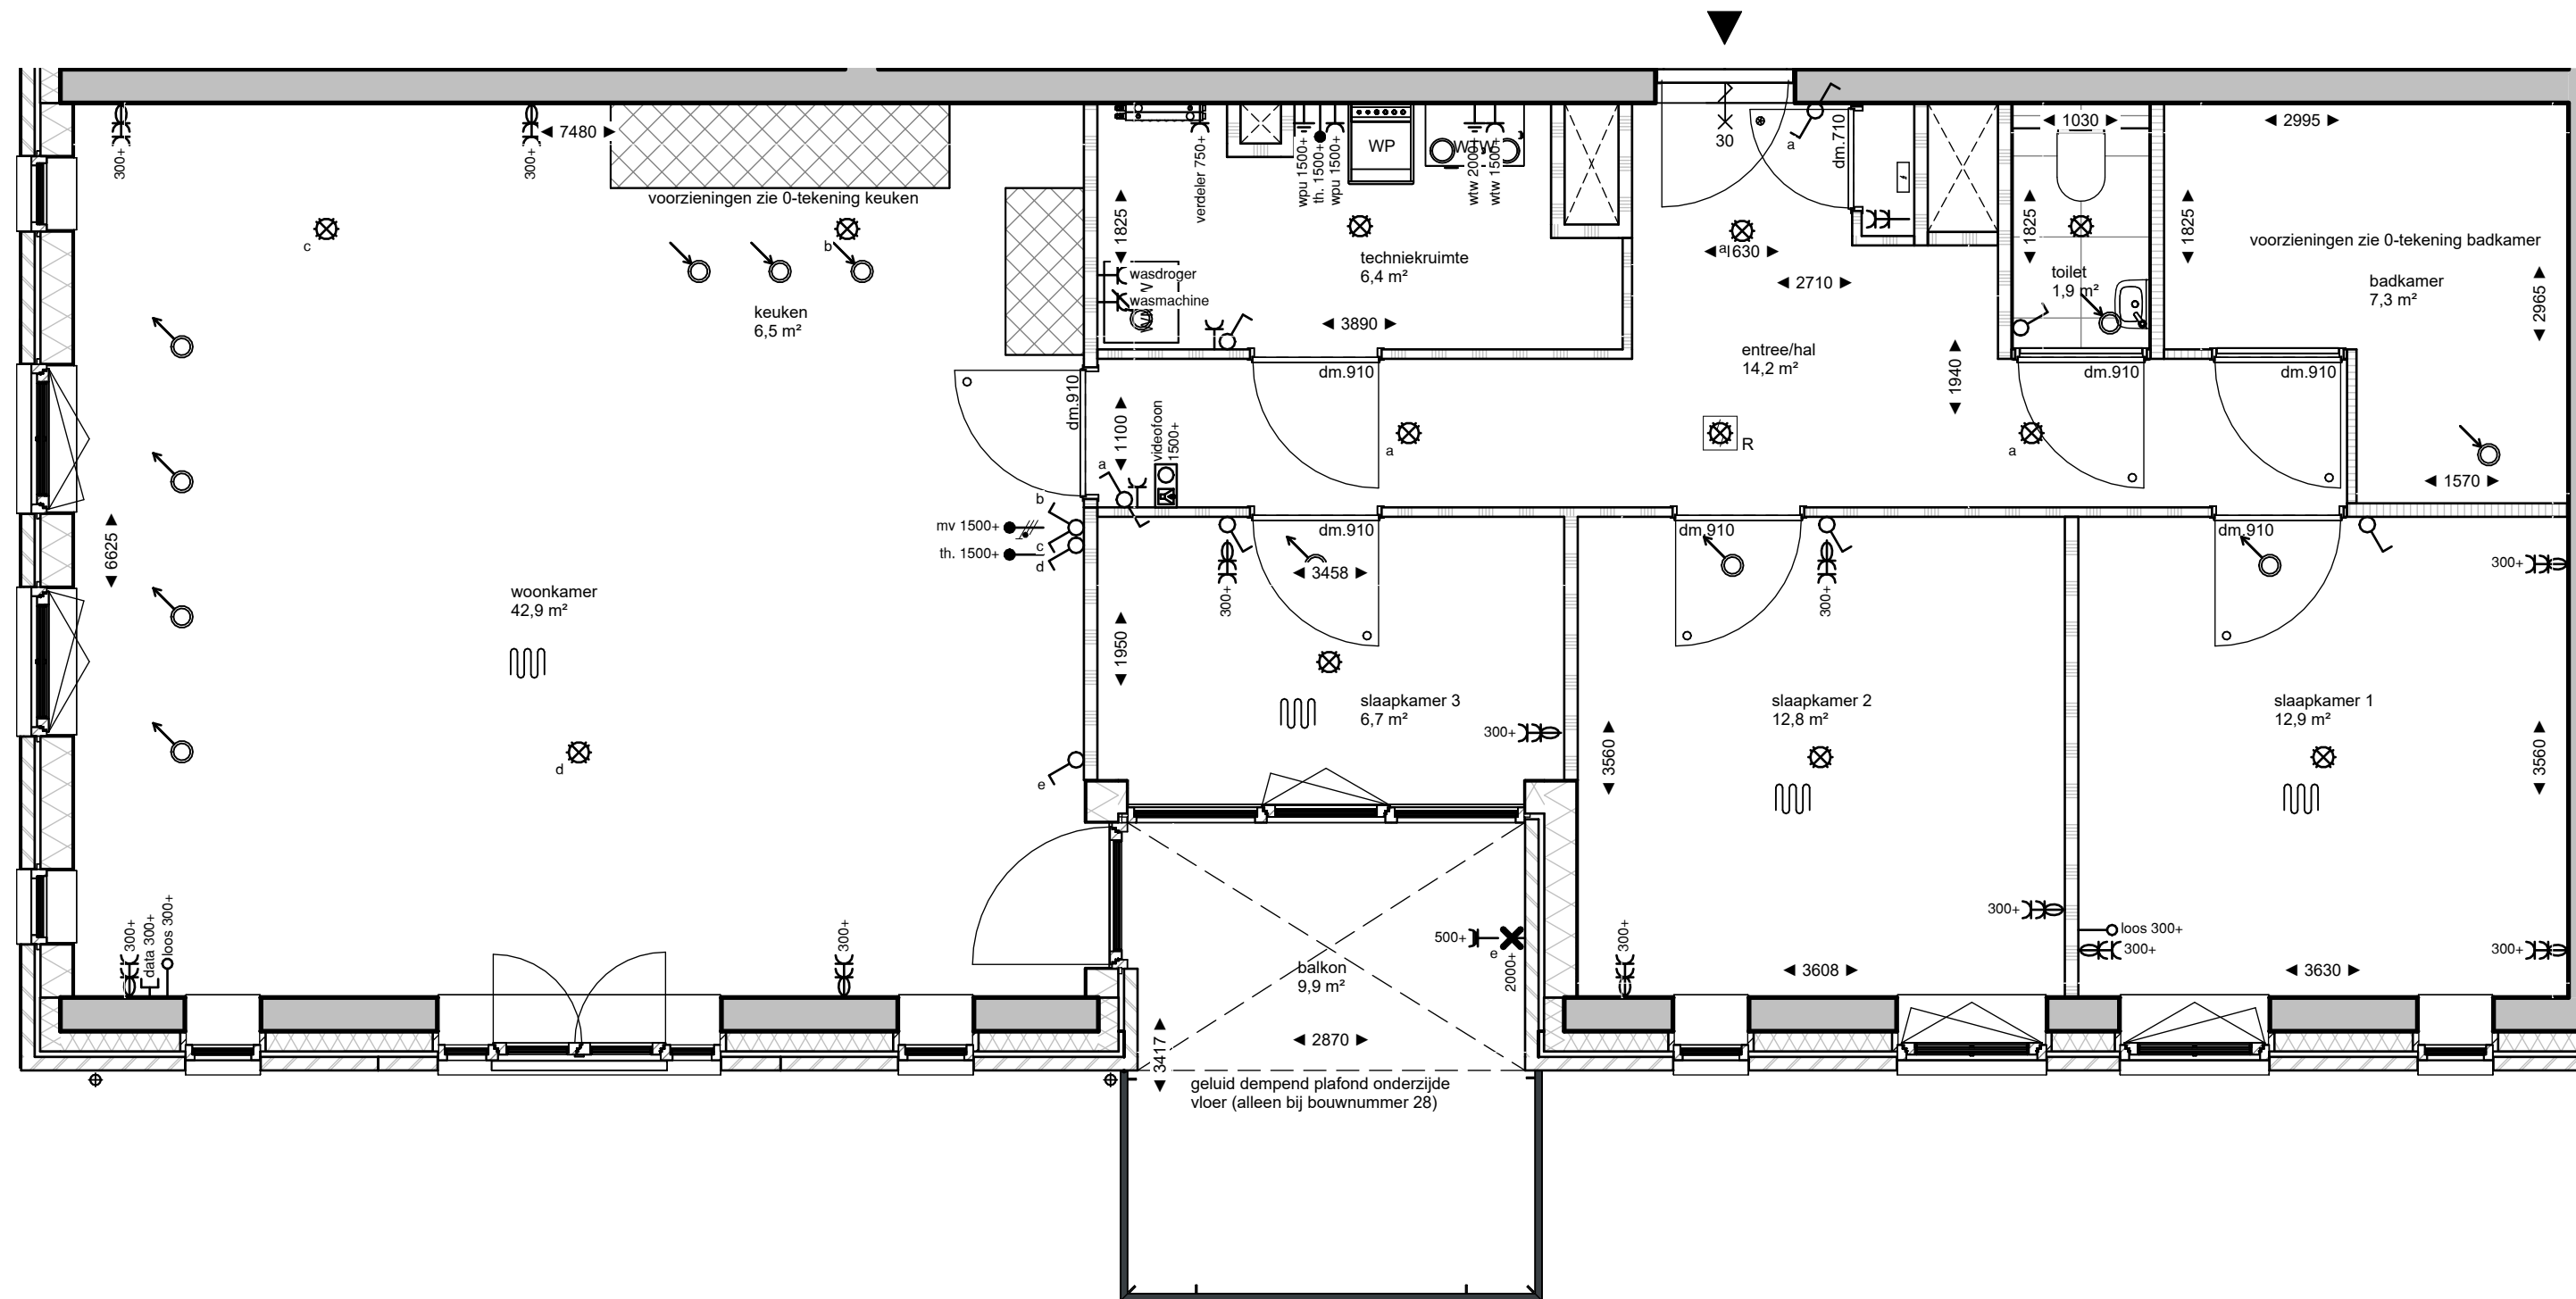 30
7480
300+
300+
voorzieningen zie 0-tekening keuken
c
b
keuken
6,5 m²
verdeler 750+
wpu 1500+
th. 1500+
wpu 1500+
WP
WTW
wtw 2000+
wtw 1500+
1825
wasdroger
wasmachine
techniekruimte
6,4 m²
3890
a
dm.710
a
1630
2710
1030
1825
toilet
1,9 m²
2995
1825
voorzieningen zie 0-tekening badkamer
badkamer
7,3 m²
2965
entree/hal
14,2 m²
1940
dm.910
dm.910
dm.910
dm.910
1100
videofoon
1500+
a
a
R
a
1570
b
mv 1500+
c
th. 1500+
d
6625
woonkamer
42,9 m²
dm.910
3458
300+
dm.910
300+
dm.910
300+
1950
slaapkamer 3
6,7 m²
300+
slaapkamer 2
12,8 m²
3560
slaapkamer 1
12,9 m²
3560
d
e
300+
data 300+
loos 300+
300+
500+
e
2000+
balkon
9,9 m²
2870
3417
300+
300+
3608
loos 300+
300+
3630
300+
geluid dempend plafond onderzijde
vloer (alleen bij bouwnummer 28)